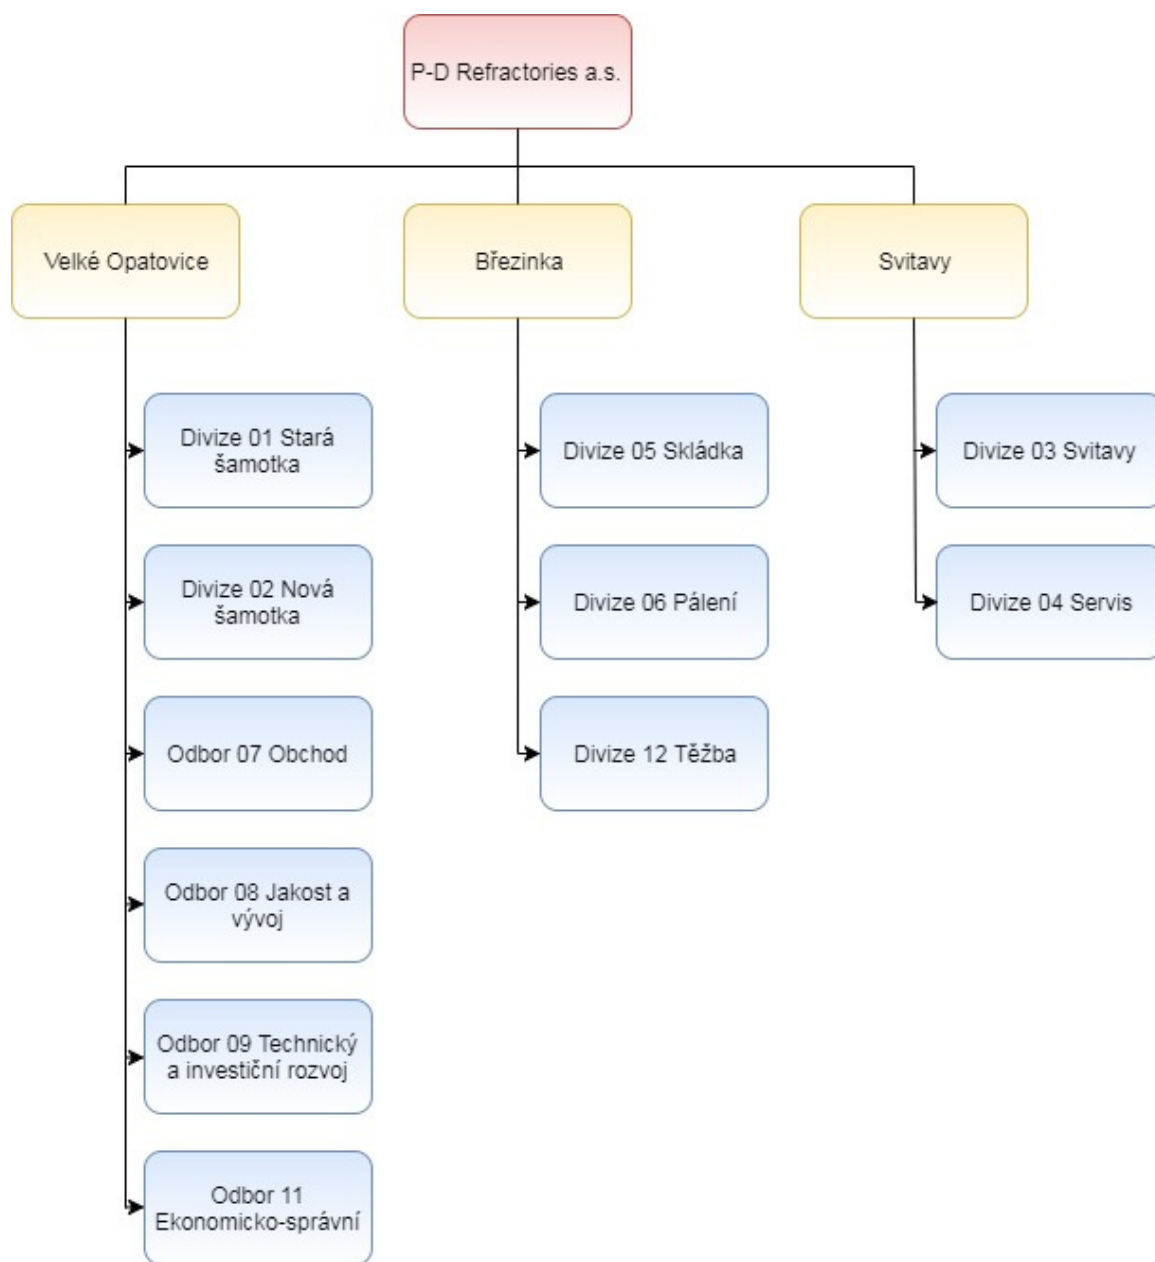 P-D Refractories a.s.
Velké Opatovice
Březinka
Svitavy
Divize 01 Stará
šamotka
Divize 02 Nová
šamotka
Odbor 07 Obchod
Odbor 08 Jakost a
vývoj
Odbor 09 Technický
a investiční rozvoj
Odbor 11
Ekonomicko-správní
Divize 05 Skládka
Divize 06 Pálení
Divize 12 Těžba
Divize 03 Svitavy
Divize 04 Servis